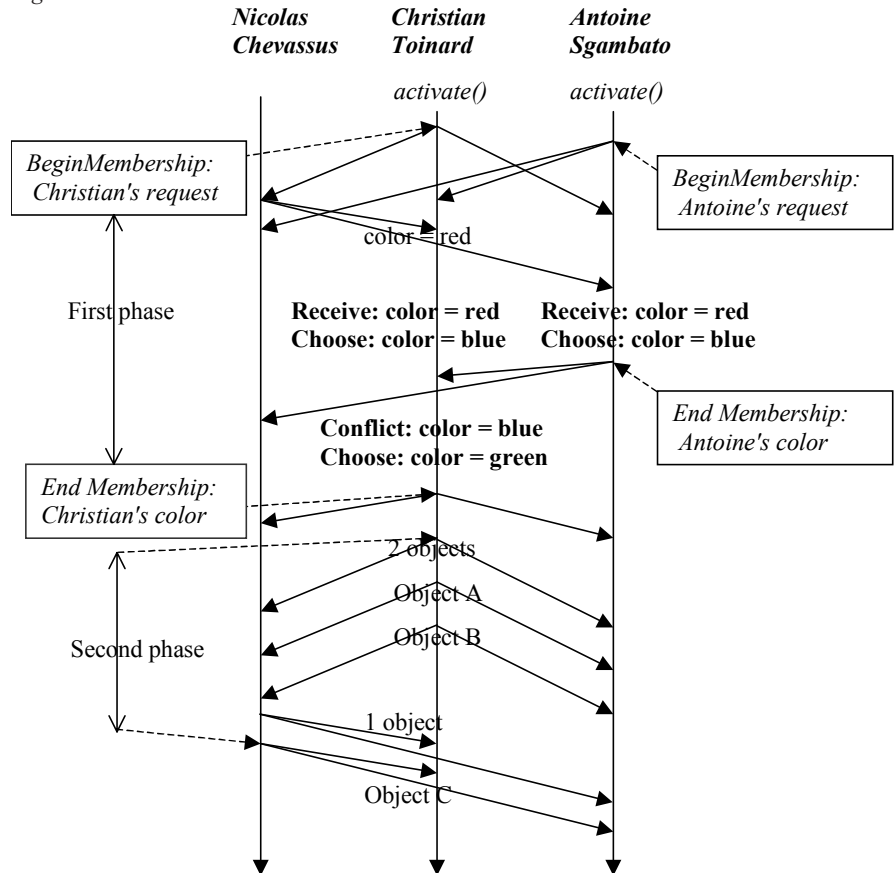 Nicolas Chevassus
Christian Toinard
Antoine Sgambato
activate()
activate()
BeginMembership:
Christian's request
BeginMembership:
Antoine's request
color = red
First phase
Receive: color = red
Choose: color = blue
Receive: color = red
Choose: color = blue
End Membership:
Antoine's color
Conflict: color = blue
Choose: color = green
End Membership:
Christian's color
2 objects
Object A
Object B
Second phase
1 object
Object C